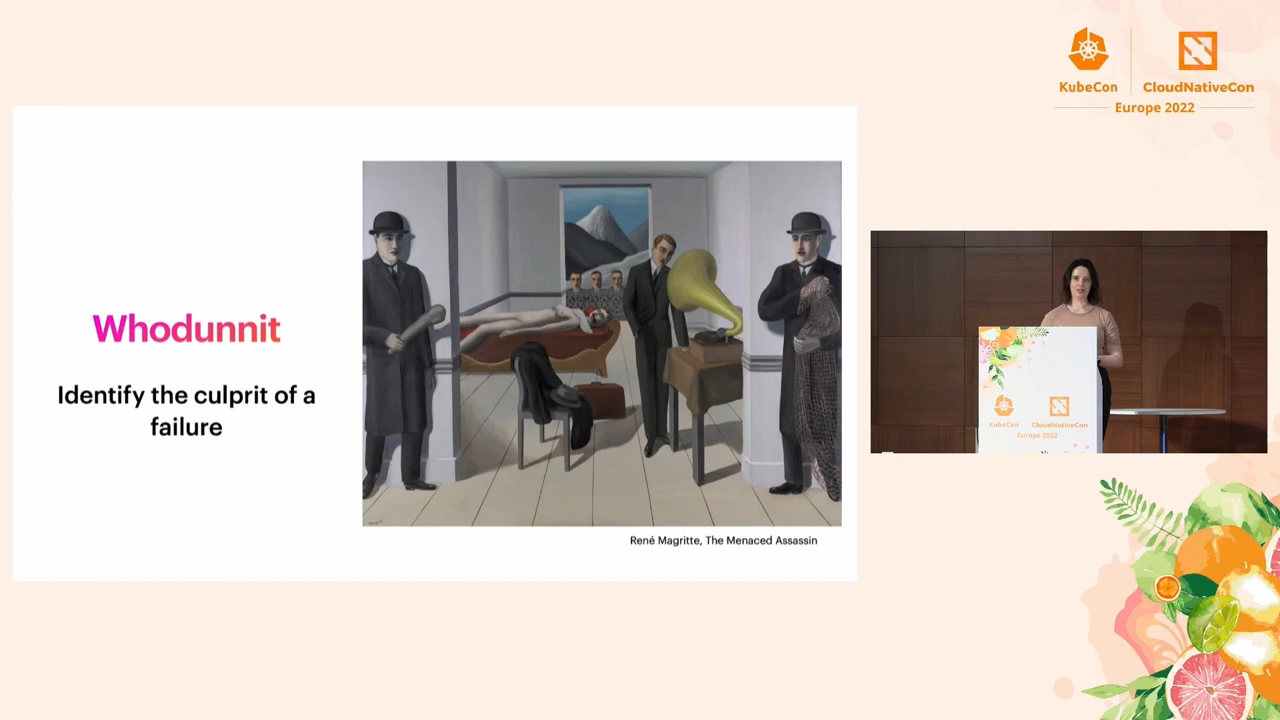 KubeCon
CloudNativeCon
Europe 2022
Whodunnit
Identify the culprit of a
failure
René Magritte, The Menaced Assassin
KubeCon
CloudNativeCon
Europe 2022